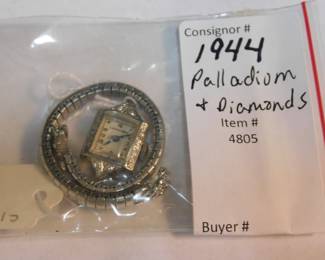 Consignor #
1944
Palladium
+ Diamonds
Item #
4805
Buyer #